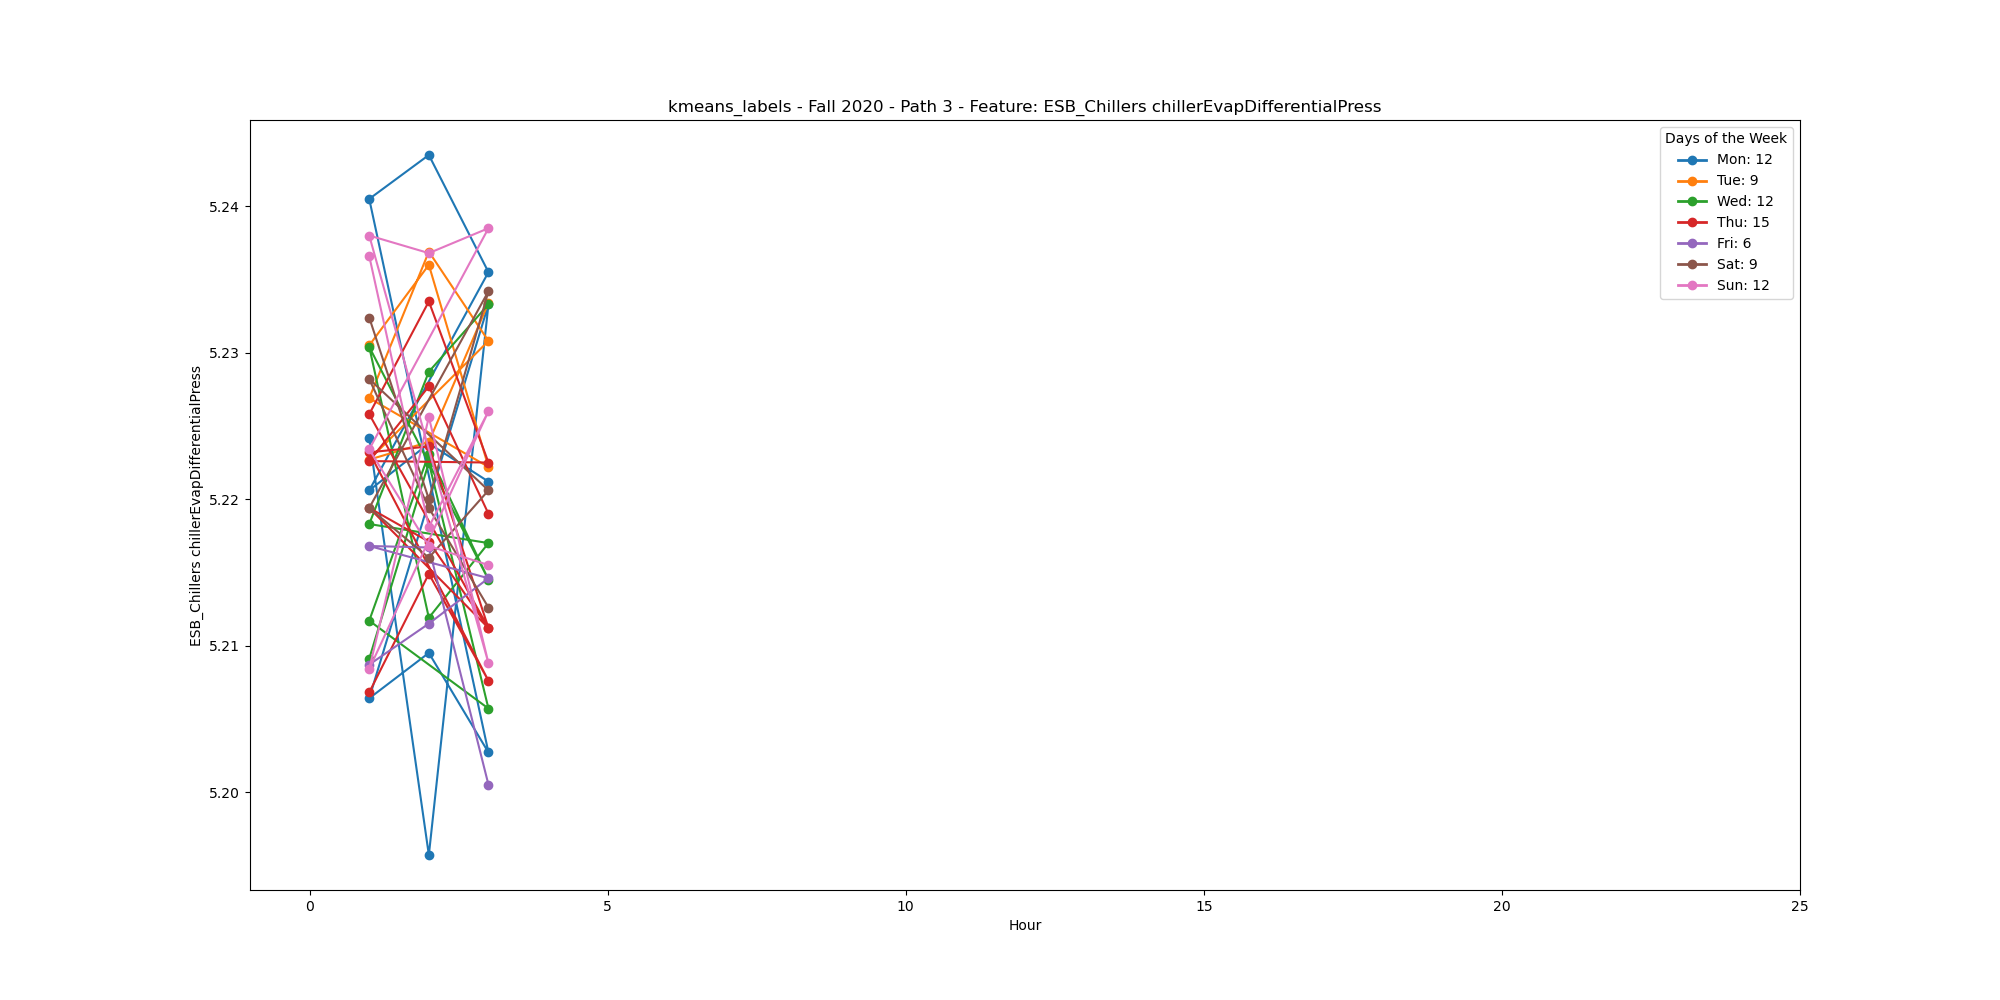 kmeans_labels - Fall 2020 - Path 3 - Feature: ESB_Chillers chillerEvapDifferentialPress
Days of the Week
Mon: 12
Tue: 9
Wed: 12
Thu: 15
Fri: 6
Sat: 9
Sun: 12
ESB_Chillers chillerEvapDifferentialPress
5.24
5.23
5.22
5.21
5.20
0 5 10 15 20 25
Hour